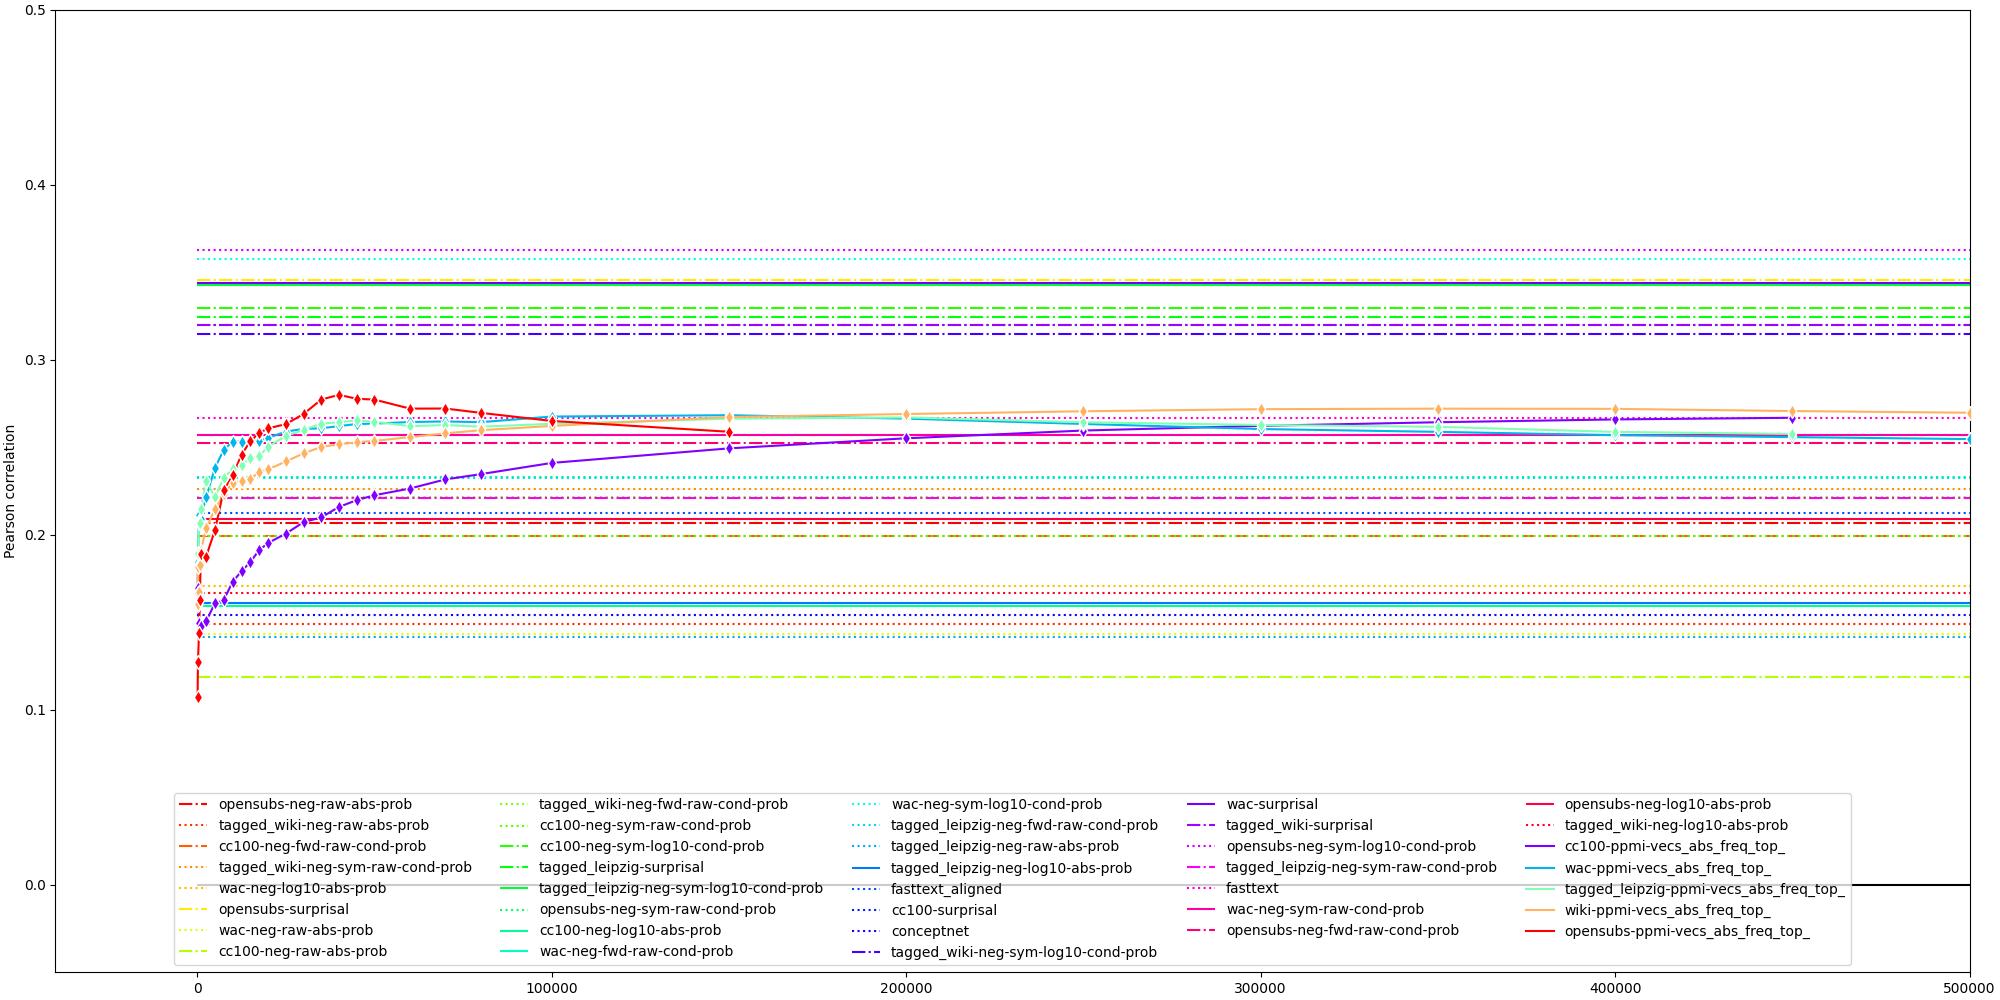 0.5
0.4
0.3
0.2
0.1
0.0
Pearson correlation
opensubs-neg-raw-abs-prob
tagged_wiki-neg-raw-abs-prob
cc100-neg-fwd-raw-cond-prob
tagged_wiki-neg-sym-raw-cond-prob
wac-neg-log10-abs-prob
opensubs-surprisal
wac-neg-raw-abs-prob
cc100-neg-raw-abs-prob
tagged_wiki-neg-fwd-raw-cond-prob
cc100-neg-sym-raw-cond-prob
cc100-neg-sym-log10-cond-prob
tagged_leipzig-surprisal
tagged_leipzig-neg-sym-log10-cond-prob
opensubs-neg-sym-raw-cond-prob
cc100-neg-log10-abs-prob
wac-neg-fwd-raw-cond-prob
wac-neg-sym-log10-cond-prob
tagged_leipzig-neg-fwd-raw-cond-prob
tagged_leipzig-neg-raw-abs-prob
tagged_leipzig-neg-log10-abs-prob
fasttext_aligned
cc100-surprisal
conceptnet
tagged_wiki-neg-sym-log10-cond-prob
wac-surprisal
tagged_wiki-surprisal
opensubs-neg-sym-log10-cond-prob
tagged_leipzig-neg-sym-raw-cond-prob
fasttext
wac-neg-sym-raw-cond-prob
opensubs-neg-fwd-raw-cond-prob
opensubs-neg-log10-abs-prob
tagged_wiki-neg-log10-abs-prob
cc100-ppmi-vecs_abs_freq_top_
wac-ppmi-vecs_abs_freq_top_
tagged_leipzig-ppmi-vecs_abs_freq_top_
wiki-ppmi-vecs_abs_freq_top_
opensubs-ppmi-vecs_abs_freq_top_
0
100000
200000
300000
400000
500000